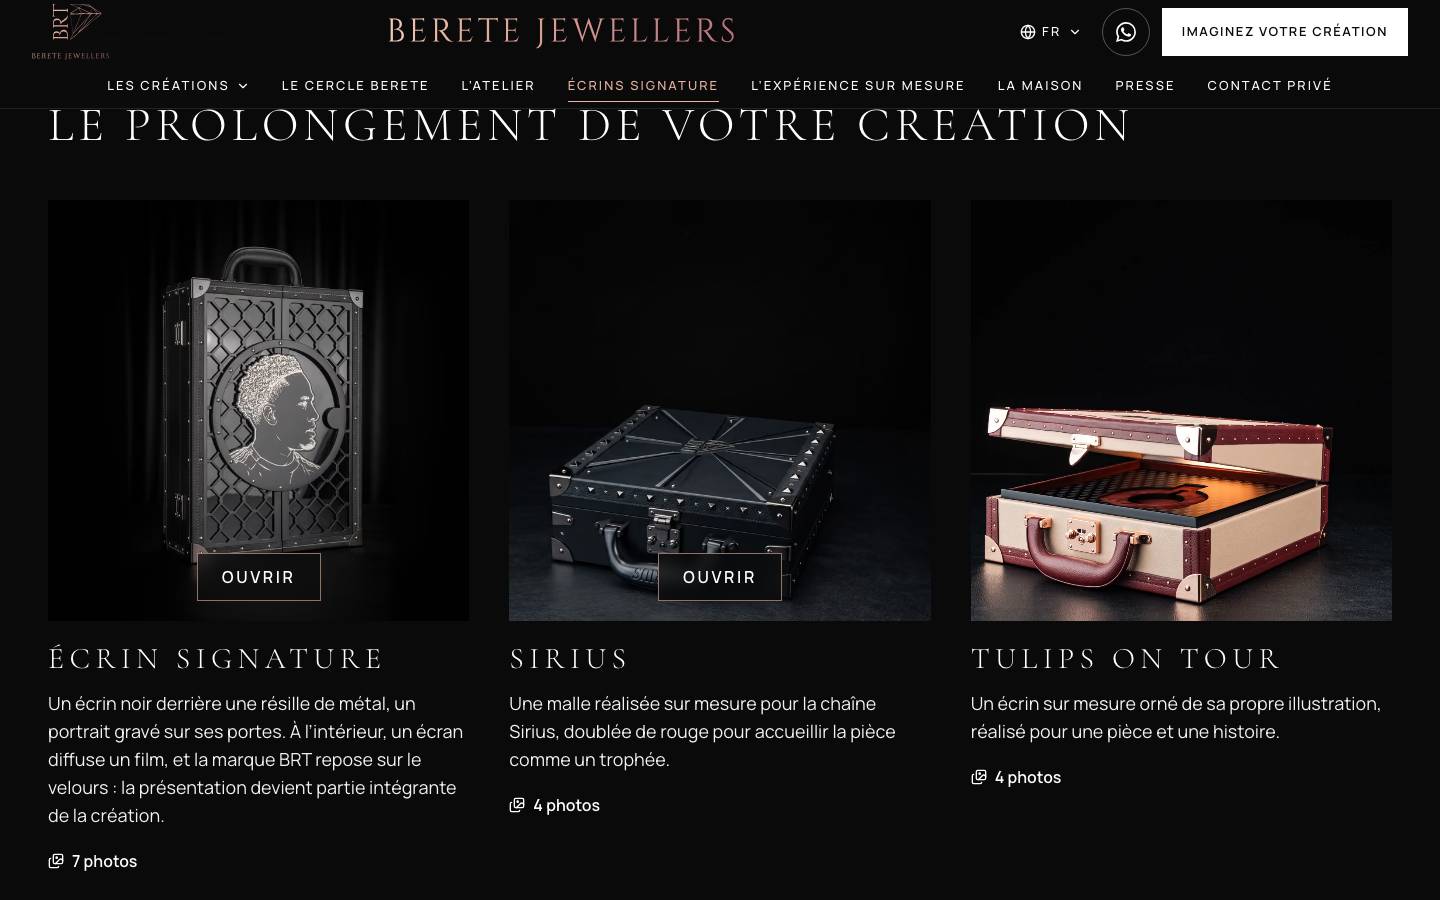 BRT
BERETE JEWELLERS
BERETE JEWELLERS
FR
IMAGINEZ VOTRE CRÉATION
LES CRÉATIONS
LE CERCLE BERETE
L'ATELIER
ÉCRINS SIGNATURE
L'EXPÉRIENCE SUR MESURE
LA MAISON
PRESSE
CONTACT PRIVÉ
LE PROLONGEMENT DE VOTRE CRÉATION
OUVRIR
OUVRIR
ÉCRIN SIGNATURE
Un écrin noir derrière une résille de métal, un
portrait gravé sur ses portes. À l'intérieur, un écran
diffuse un film, et la marque BRT repose sur le
velours : la présentation devient partie intégrante
de la création.
7 photos
SIRIUS
Une malle réalisée sur mesure pour la chaîne
Sirius, doublée de rouge pour accueillir la pièce
comme un trophée.
4 photos
TULIPS ON TOUR
Un écrin sur mesure orné de sa propre illustration,
réalisé pour une pièce et une histoire.
4 photos